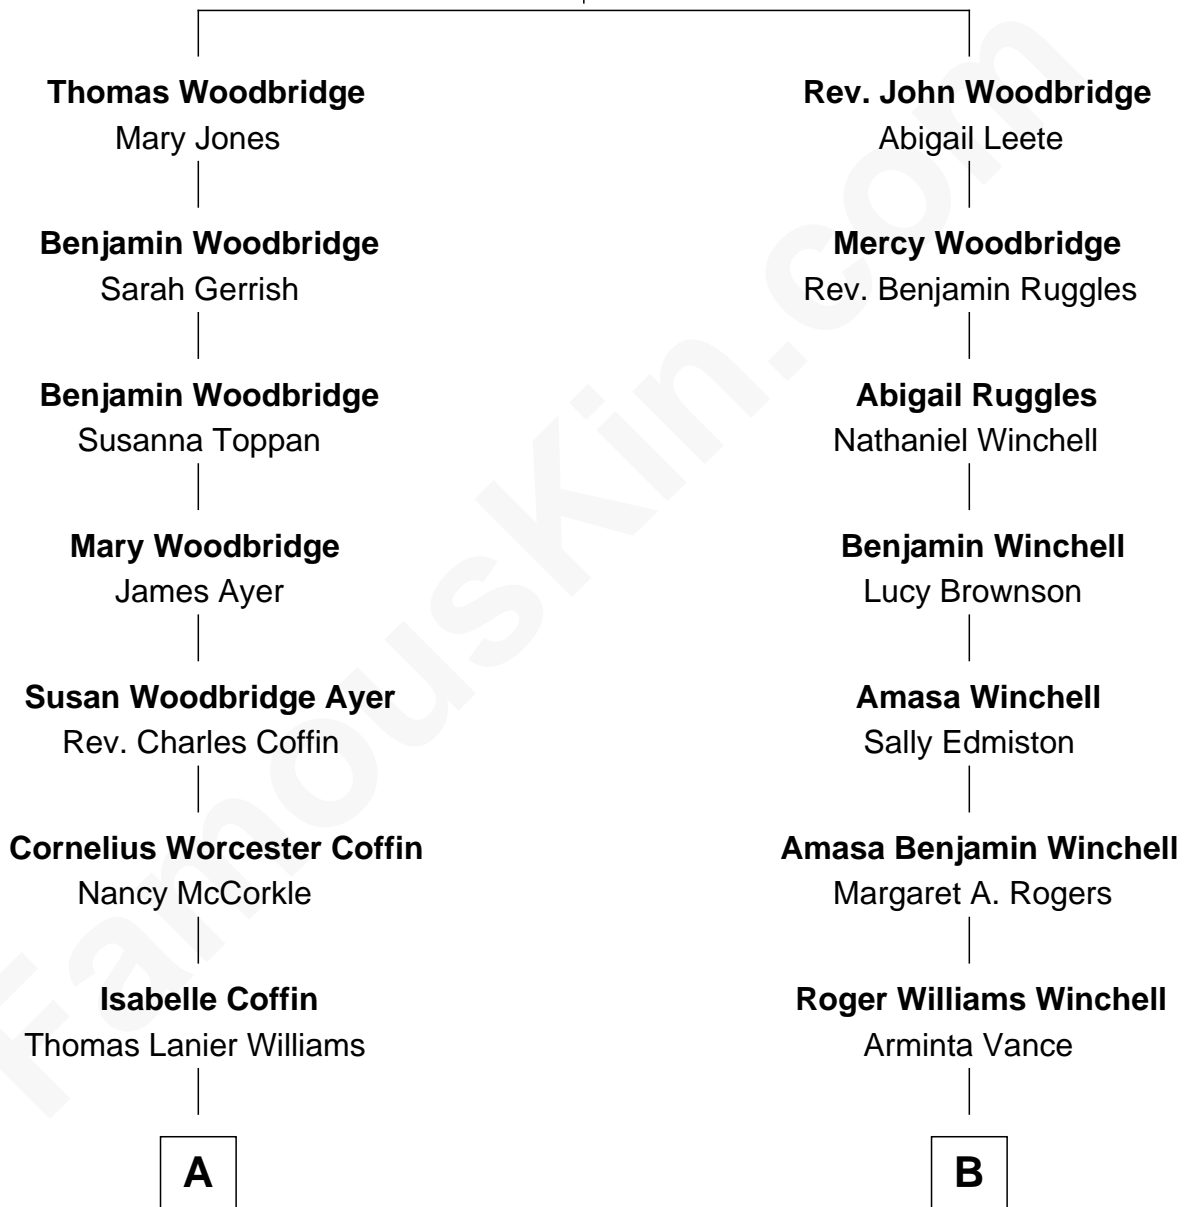 Thomas Woodbridge
Mary Jones
Benjamin Woodbridge
Sarah Gerrish
Benjamin Woodbridge
Susanna Toppan
Mary Woodbridge
James Ayer
Susan Woodbridge Ayer
Rev. Charles Coffin
Cornelius Worcester Coffin
Nancy McCorkle
Isabelle Coffin
Thomas Lanier Williams
A
Rev. John Woodbridge
Abigail Leete
Mercy Woodbridge
Rev. Benjamin Ruggles
Abigail Ruggles
Nathaniel Winchell
Benjamin Winchell
Lucy Brownson
Amasa Winchell
Sally Edmiston
Amasa Benjamin Winchell
Margaret A. Rogers
Roger Williams Winchell
Arminta Vance
B
FamousKin.com